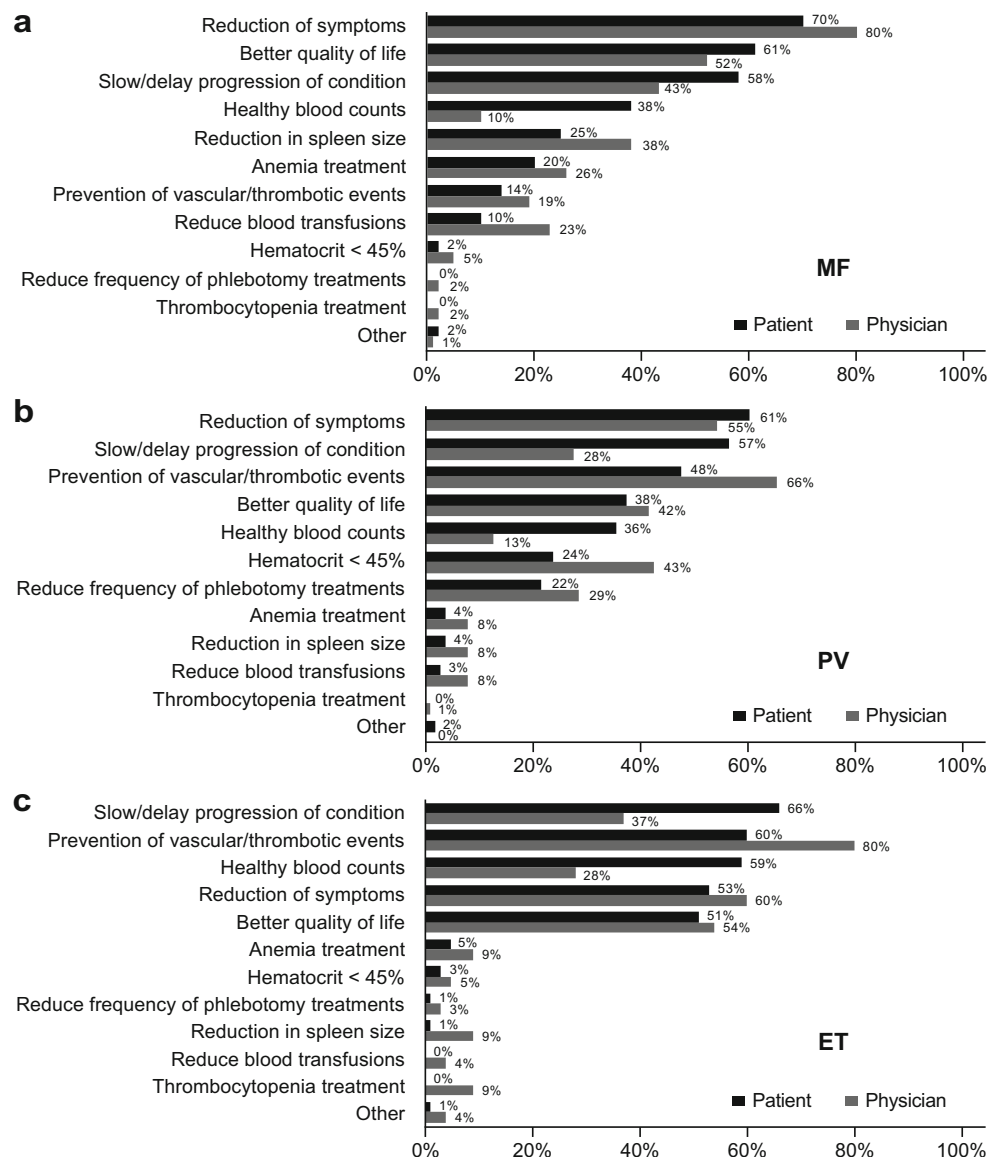 a
Reduction of symptoms 70% 80%
Better quality of life 61% 52%
Slow/delay progression of condition 58% 43%
Healthy blood counts 38% 10%
Reduction in spleen size 25% 38%
Anemia treatment 20% 26%
Prevention of vascular/thrombotic events 14% 19%
Reduce blood transfusions 10% 23%
Hematocrit < 45% 2% 5%
MF
Reduce frequency of phlebotomy treatments 0% 2%
Thrombocytopenia treatment 0% 2%
Patient Physician
Other 2% 1%
0% 20% 40% 60% 80% 100%
b
Reduction of symptoms 61% 55%
Slow/delay progression of condition 57% 28%
Prevention of vascular/thrombotic events 48% 66%
Better quality of life 38% 42%
Healthy blood counts 36% 13%
Hematocrit < 45% 24% 43%
Reduce frequency of phlebotomy treatments 22% 29%
Anemia treatment 4% 8%
Reduction in spleen size 4% 8%
PV
Reduce blood transfusions 3% 8%
Thrombocytopenia treatment 0% 1%
Patient Physician
Other 2% 0%
0% 20% 40% 60% 80% 100%
c
Slow/delay progression of condition 66% 37%
Prevention of vascular/thrombotic events 60% 80%
Healthy blood counts 59% 28%
Reduction of symptoms 53% 60%
Better quality of life 51% 54%
Anemia treatment 5% 9%
Hematocrit < 45% 3% 5%
Reduce frequency of phlebotomy treatments 1% 3%
Reduction in spleen size 1% 9%
ET
Reduce blood transfusions 0% 4%
Thrombocytopenia treatment 0% 9%
Patient Physician
Other 1% 4%
0% 20% 40% 60% 80% 100%